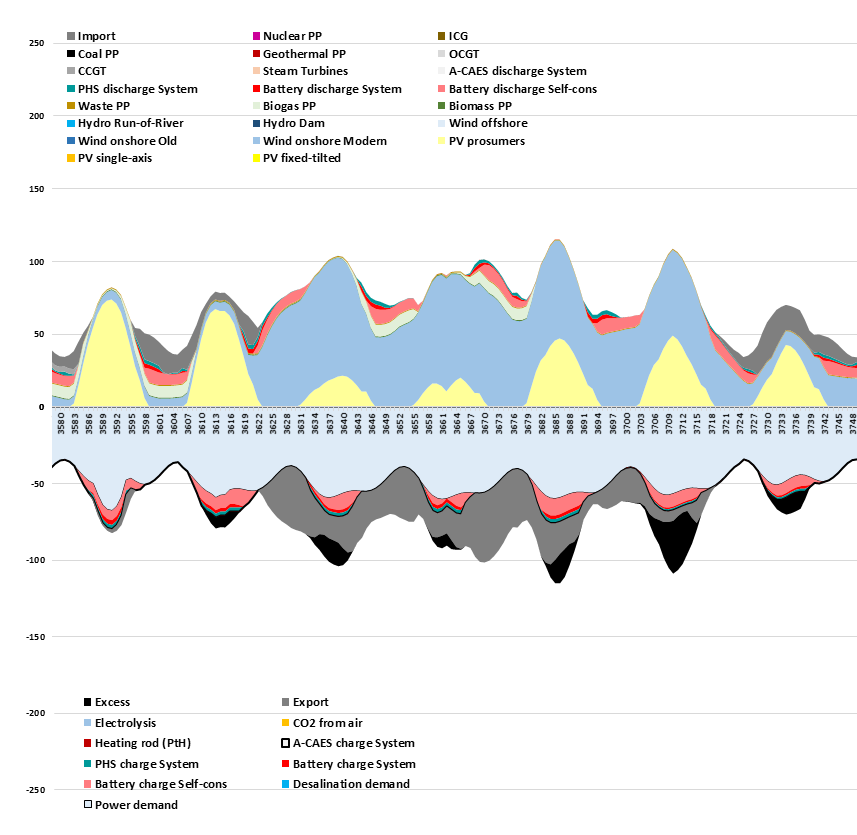 Import Nuclear PP ICG
250
Coal PP Geothermal PP OCGT
CCGT Steam Turbines A-CAES discharge System
PHS discharge System Battery discharge System Battery discharge Self-cons
Waste PP Biogas PP Biomass PP
200
Hydro Run-of-River Hydro Dam Wind offshore
Wind onshore Old Wind onshore Modern PV prosumers
PV single-axis PV fixed-tilted
150
100
50
0
3580 3583 3586 3589 3592 3595 3598 3601 3604 3607 3610 3613 3616 3619 3622 3625 3628 3631 3634 3637 3640 3643 3646 3649 3652 3655 3658 3661 3664 3667 3670 3673 3676 3679 3682 3685 3688 3691 3694 3697 3700 3703 3706 3709 3712 3715 3718 3721 3724 3727 3730 3733 3736 3739 3742 3745 3748
-50
-100
-150
Excess Export
-200
Electrolysis CO2 from air
Heating rod (PtH) A-CAES charge System
PHS charge System Battery charge System
Battery charge Self-cons Desalination demand
-250
Power demand